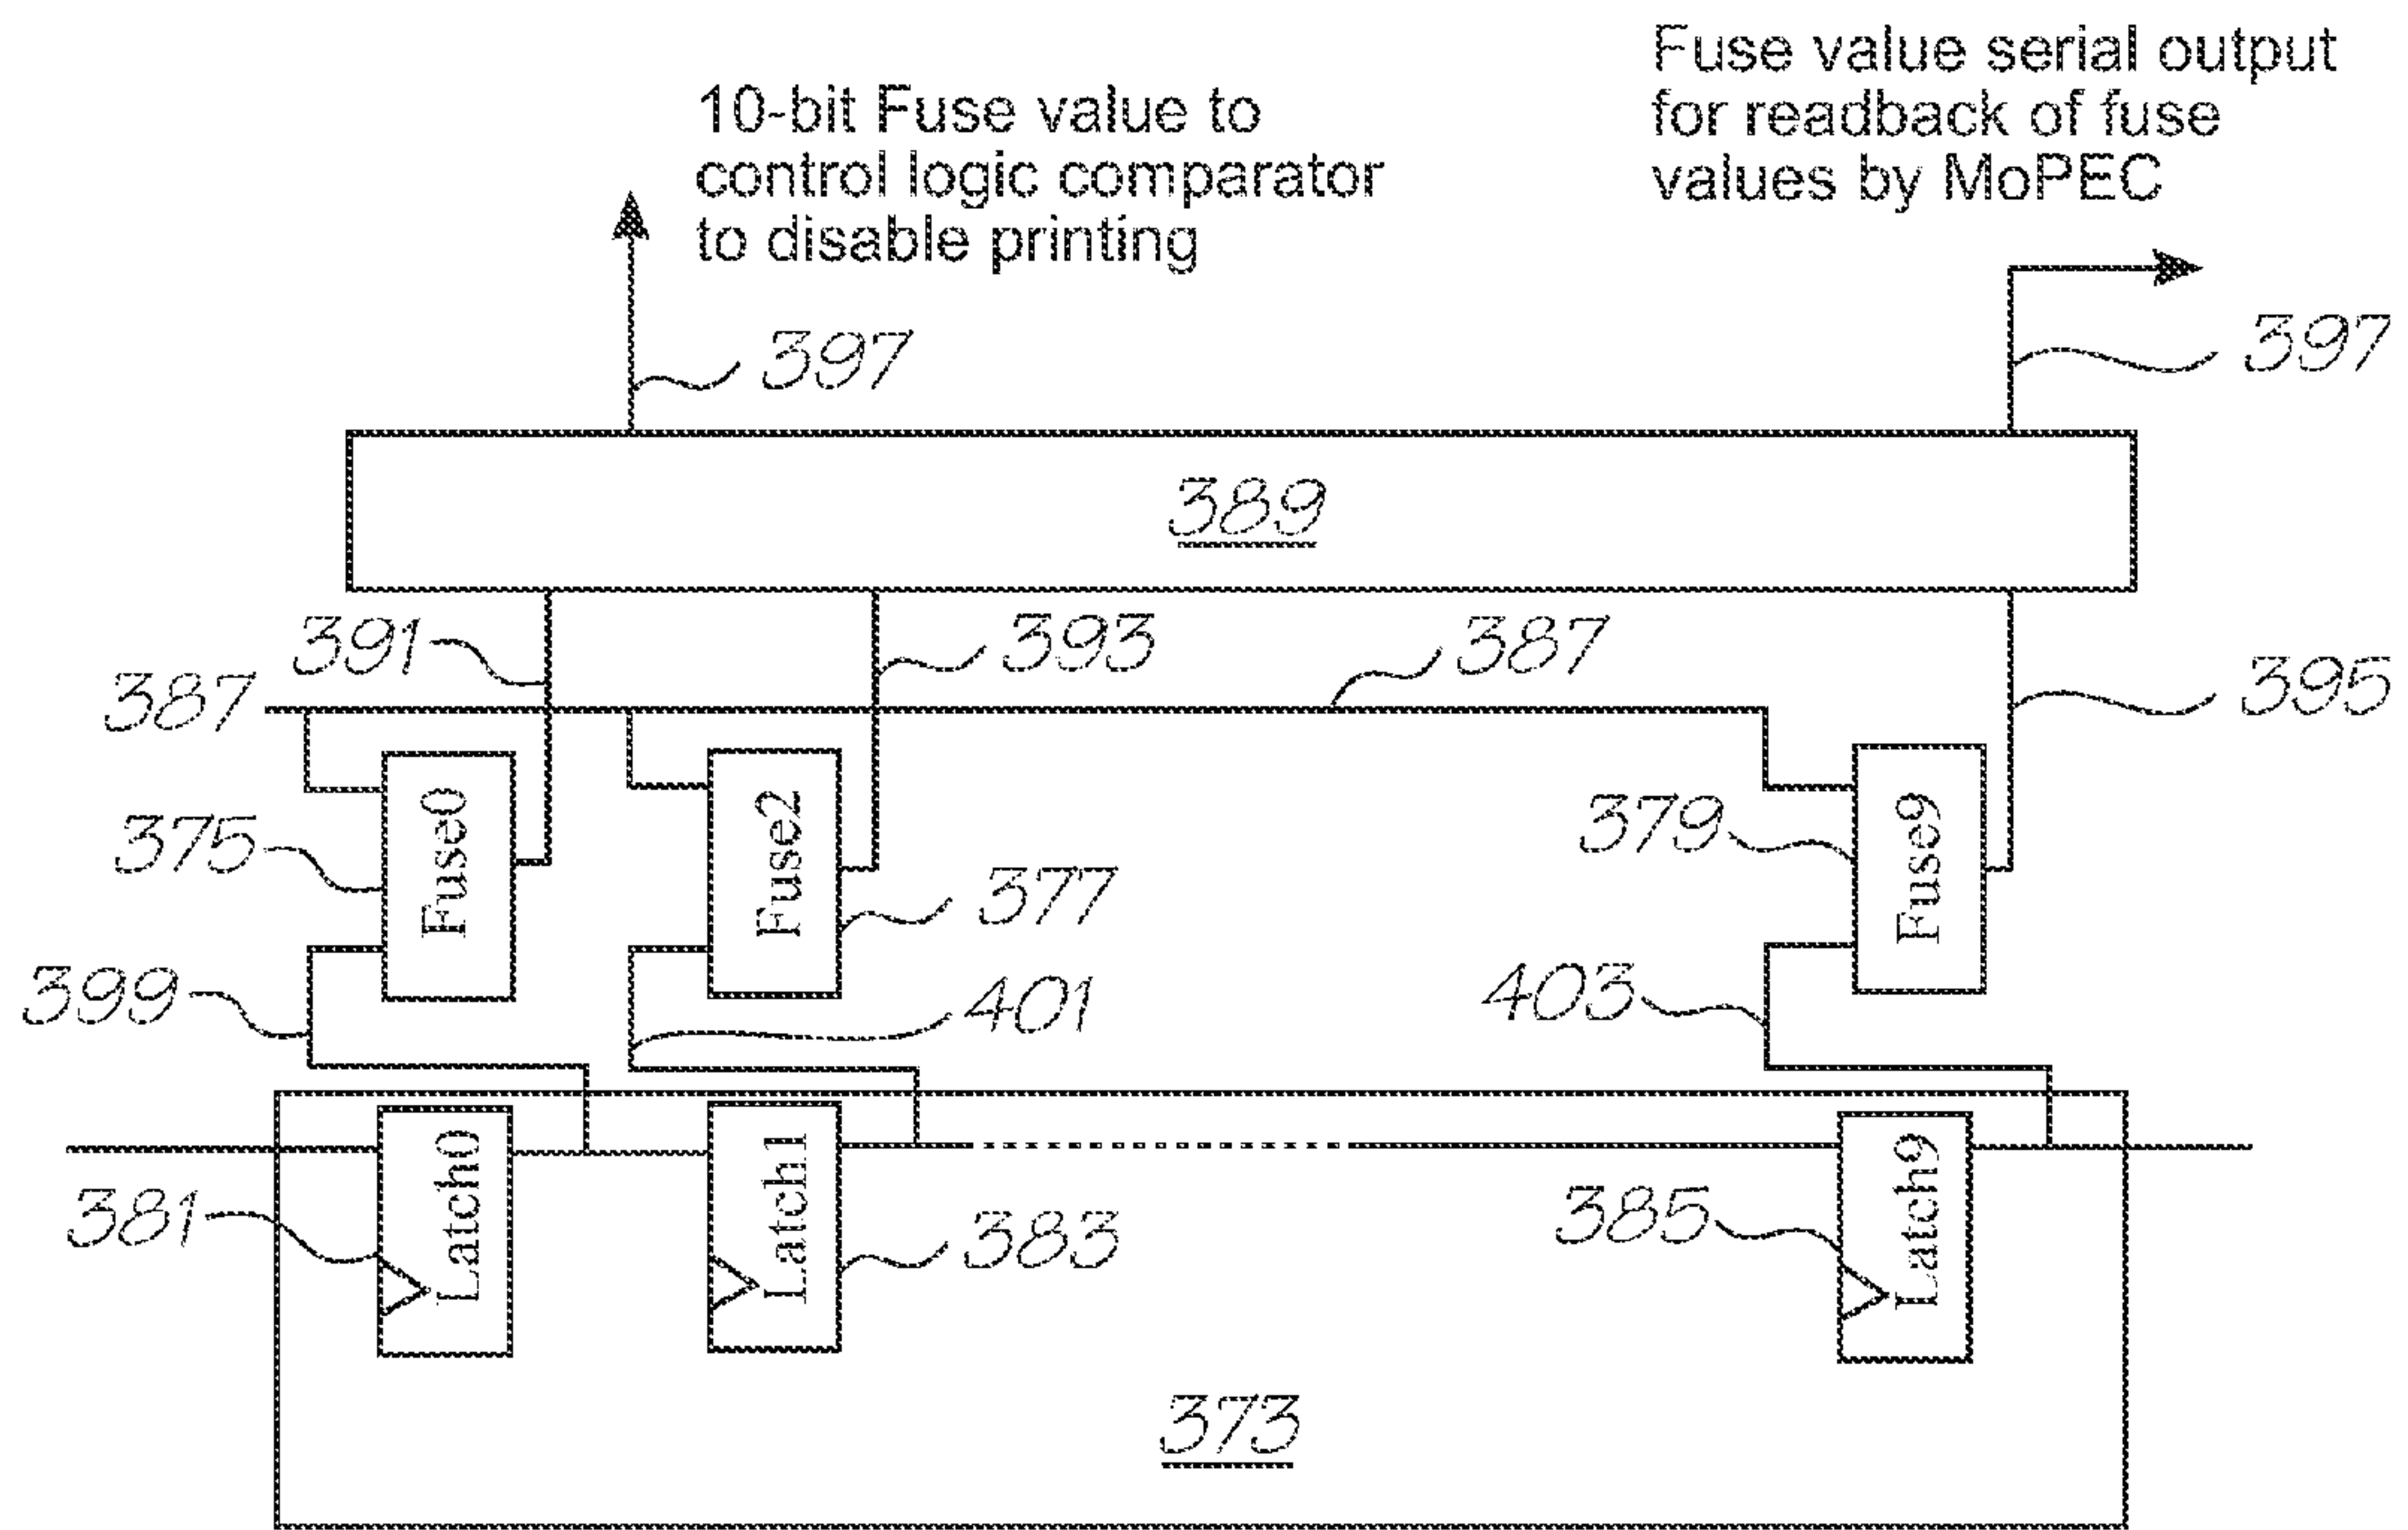 Fuse value serial output
for readback of fuse
values by MoPEC
10-bit Fuse value to
control logic comparator
to disable printing
397
397
389
391
393
387
395
387
375
Fuse0
Fuse2
377
379
Fuse9
399
401
403
381
Latch0
Latch1
383
385
Latch9
373